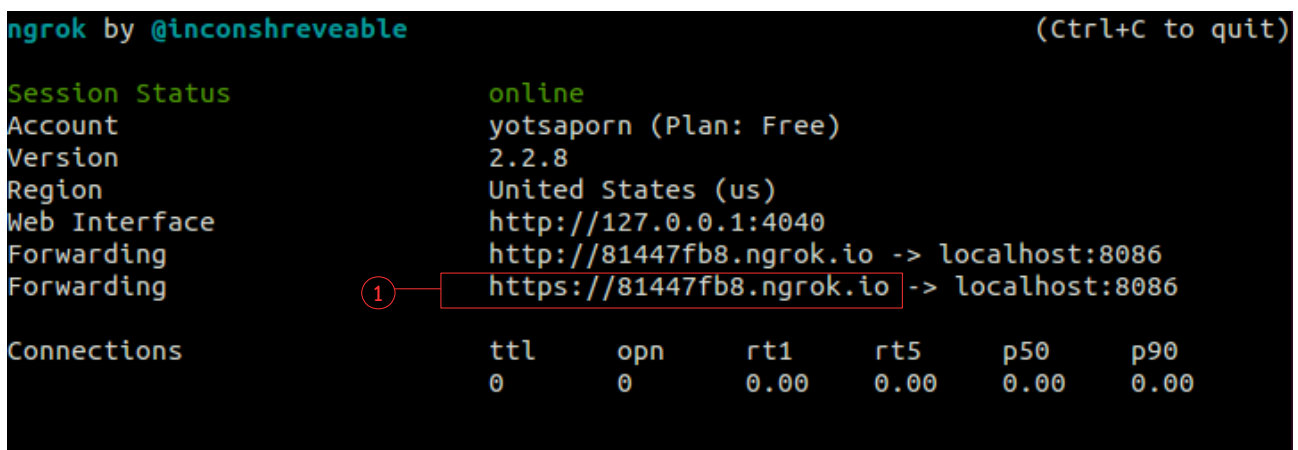 ngrok by @inconshreveable (Ctrl+C to quit)
Session Status online
Account yotsaporn (Plan: Free)
Version 2.2.8
Region United States (us)
Web Interface http://127.0.0.1:4040
Forwarding http://81447fb8.ngrok.io -> localhost:8086
Forwarding 1 https://81447fb8.ngrok.io -> localhost:8086
Connections ttl opn rt1 rt5 p50 p90
0 0 0.00 0.00 0.00 0.00